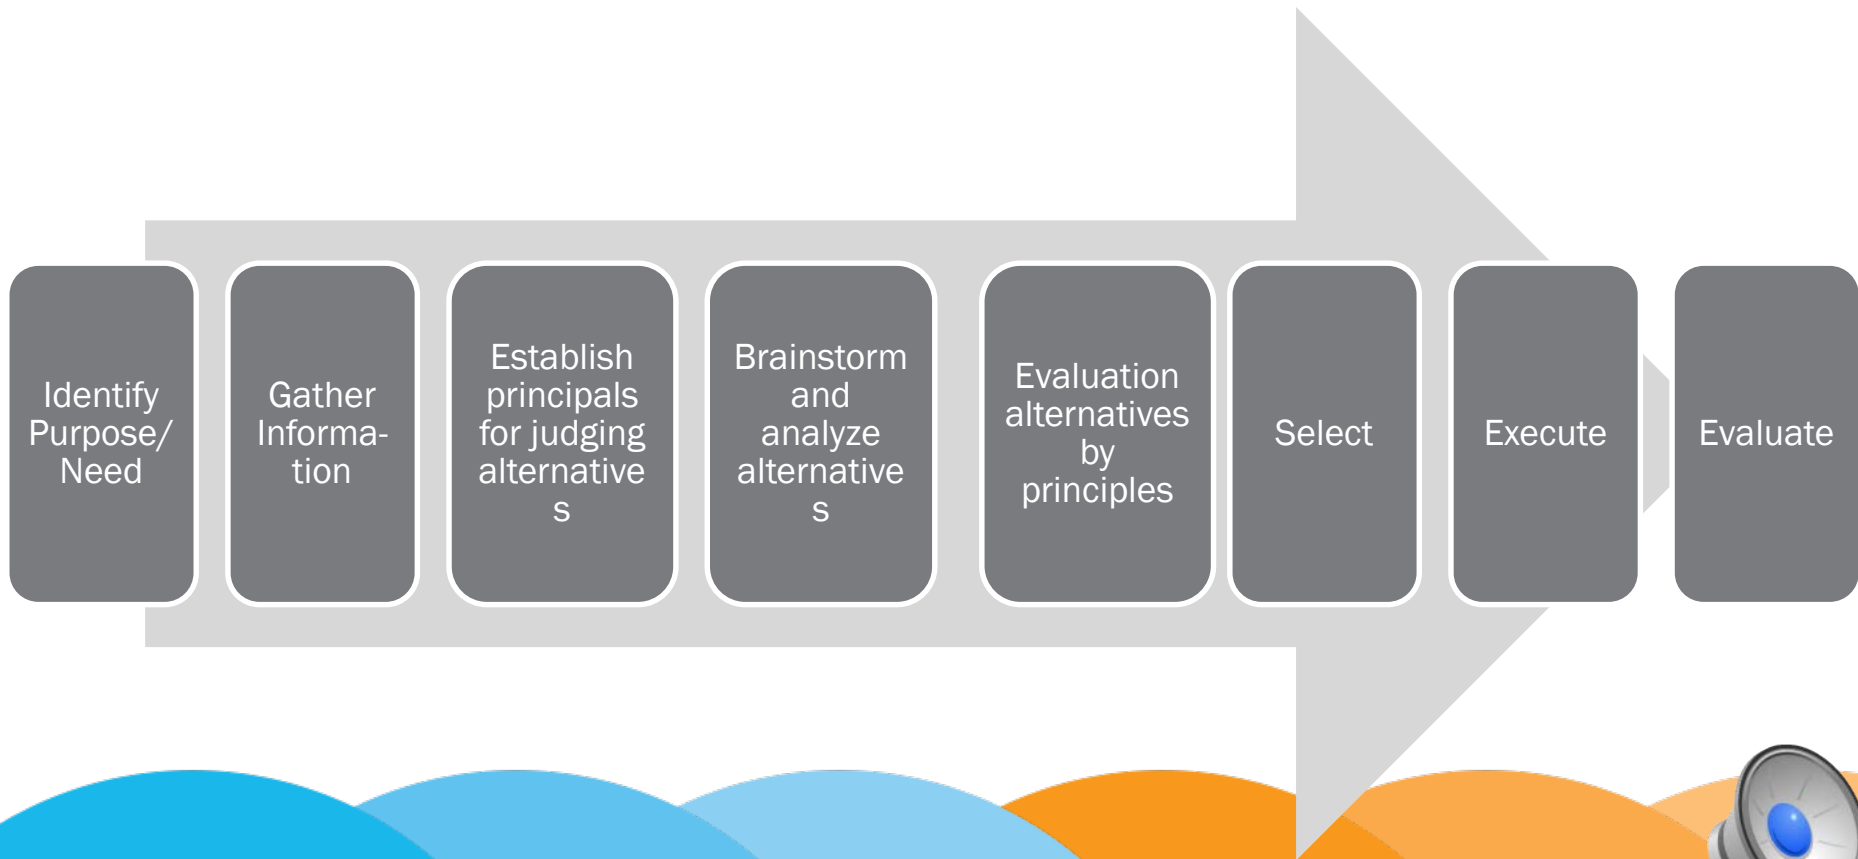 Identify
Purpose/
Need
Gather
Informa-
tion
Establish
principals
for judging
alternative
s
Brainstorm
and
analyze
alternative
s
Evaluation
alternatives
by
principles
Select
Execute
Evaluate